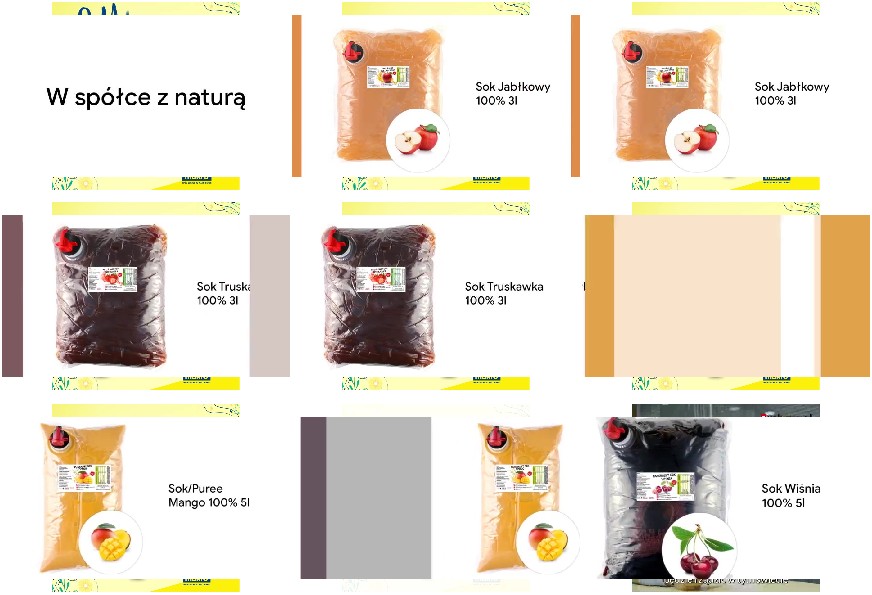 W spółce z naturą
Sok Jabłkowy
100% 3l
Sok Jabłkowy
100% 3l
Sok Truska
100% 3l
Sok Truskawka
100% 3l
Sok/Puree
Mango 100% 5l
Sok Wiśnia
100% 5l